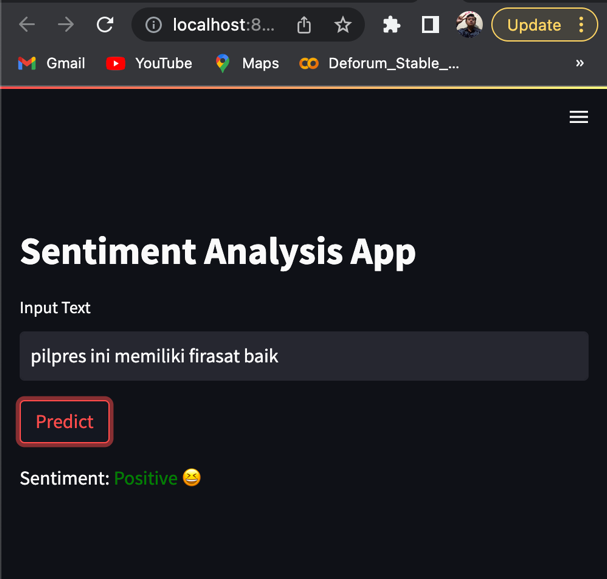 localhost:8...
Update
Gmail
YouTube
Maps
Deforum_Stable_...
»
Sentiment Analysis App
Input Text
pilpres ini memiliki firasat baik
Predict
Sentiment: Positive 😆